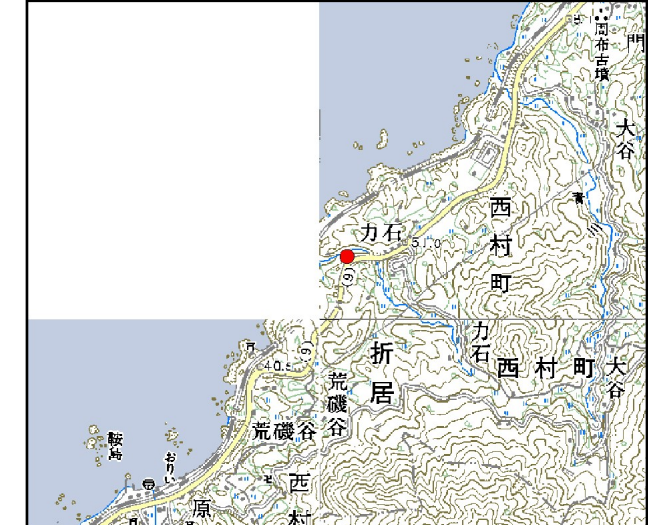 周布古墳
門
大谷
西村町
力石
51.0
(9)
力石
西村町
大谷
折居
(9)
40.5
荒磯谷
荒磯谷
鞍島
おりい
西村
原